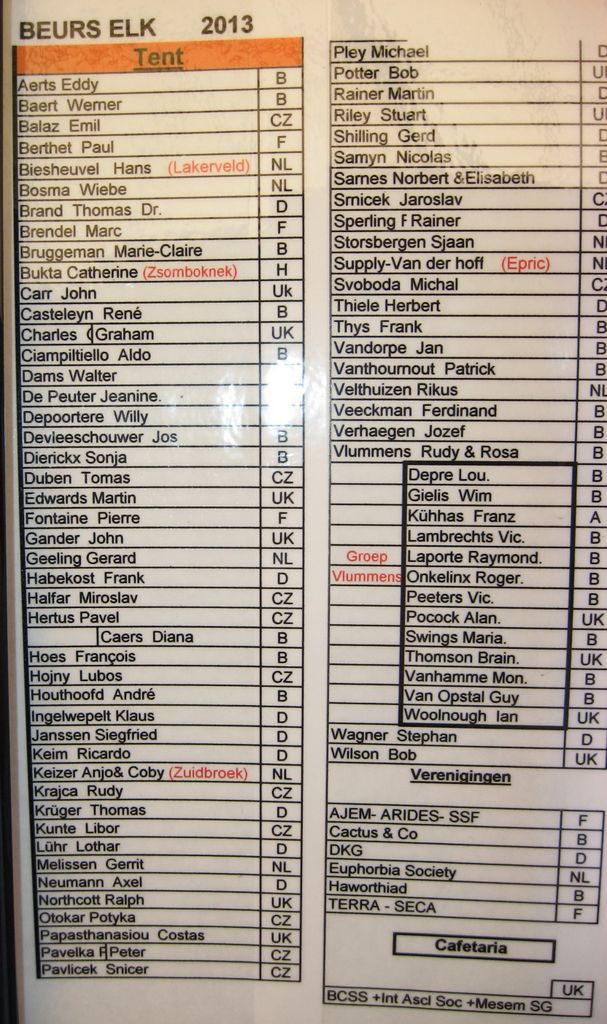 BEURS ELK 2013
Tent
Aerts Eddy B
Baert Werner B
Balaz Emil CZ
Berthet Paul F
Biesheuvel Hans (Lakerveld) NL
Bosma Wiebe NL
Brand Thomas Dr. D
Brendel Marc F
Bruggeman Marie-Claire B
Bukta Catherine (Zsomboknek) H
Carr John Uk
Casteleyn René B
Charles Graham UK
Ciampiltiello Aldo B
Dams Walter
De Peuter Jeanine.
Depoortere Willy
Devlieeschouwer Jos B
Dierickx Sonja B
Duben Tomas CZ
Edwards Martin UK
Fontaine Pierre F
Gander John UK
Geeling Gerard NL
Habekost Frank D
Halfar Miroslav CZ
Hertus Pavel CZ
Caers Diana B
Hoes François B
Hojny Lubos CZ
Houthoofd André B
Ingelwepelt Klaus D
Janssen Siegfried D
Keim Ricardo D
Keizer Anjo& Coby (Zuidbroek) NL
Krajca Rudy CZ
Krüger Thomas D
Kunte Libor CZ
Lühr Lothar D
Melissen Gerrit NL
Neumann Axel D
Northcott Ralph UK
Otokar Potyka CZ
Papasthanasiou Costas UK
Pavelka Peter CZ
Pavlicek Snicer CZ
Pley Michael D
Potter Bob U
Rainer Martin D
Riley Stuart U
Shilling Gerd D
Samyn Nicolas
Sarnes Norbert &Elisabeth D
Srnicek Jaroslav C
Sperling F Rainer D
Storsbergen Sjaan N
Supply-Van der hoff (Epric) N
Svoboda Michal CZ
Thiele Herbert D
Thys Frank B
Vandorpe Jan B
Vanthournout Patrick B
Velthuizen Rikus NL
Veeckman Ferdinand B
Verhaegen Jozef B
Vlummens Rudy & Rosa B
Depre Lou. B
Gielis Wim B
Kühhas Franz A
Lambrechts Vic. B
Groep Laporte Raymond. B
Vlummens Onkelinx Roger. B
Peeters Vic. B
Pocock Alan. UK
Swings Maria. B
Thomson Brain. UK
Vanhamme Mon. B
Van Opstal Guy B
Woolnough Ian UK
Wagner Stephan D
Wilson Bob UK
Verenigingen
AJEM- ARIDES- SSF F
Cactus & Co B
DKG D
Euphorbia Society NL
Haworthiad B
TERRA - SECA F
Cafetaria
UK
BCSS +Int Ascl Soc +Mesem SG